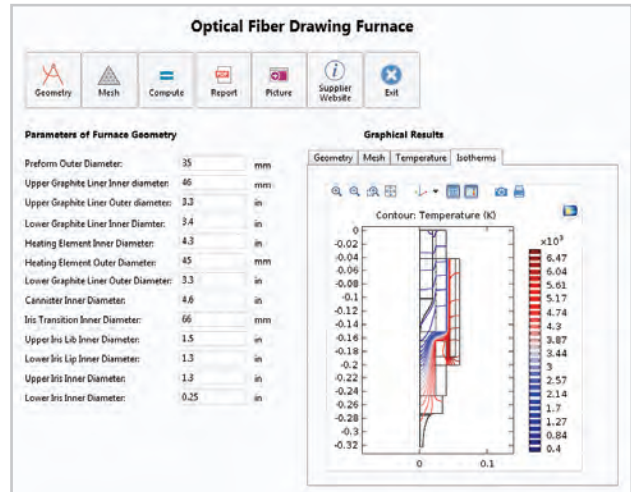 Optical Fiber Drawing Furnace
Geometry
Mesh
Compute
PDF
Report
Picture
Supplier
Website
Exit
Parameters of Furnace Geometry
Preform Outer Diameter: 35 mm
Upper Graphite Liner Inner diameter: 46 mm
Upper Graphite Liner Outer diameter: 3.3 in
Lower Graphite Liner Inner Diamter: 3.4 in
Heating Element Inner Diameter: 4.3 in
Heating Element Outer Diameter: 45 mm
Lower Graphite Liner Outer Diameter: 3.3 in
Cannister Inner Diameter: 4.6 in
Iris Transition Inner Diameter: 66 mm
Upper Iris Lib Inner Diameter: 1.5 in
Lower Iris Lip Inner Diameter: 1.3 in
Upper Iris Inner Diameter: 1.3 in
Lower Iris Inner Diameter: 0.25 in
Graphical Results
Geometry Mesh Temperature Isotherms
Contour: Temperature (K)
0
-0.02
-0.04
-0.06
-0.08
-0.1
-0.12
-0.14
-0.16
-0.18
-0.2
-0.22
-0.24
-0.26
-0.28
-0.3
-0.32
0 0.1
×10³
6.47
6.04
5.61
5.17
4.74
4.3
3.87
3.44
3
2.57
2.14
1.7
1.27
0.84
0.4